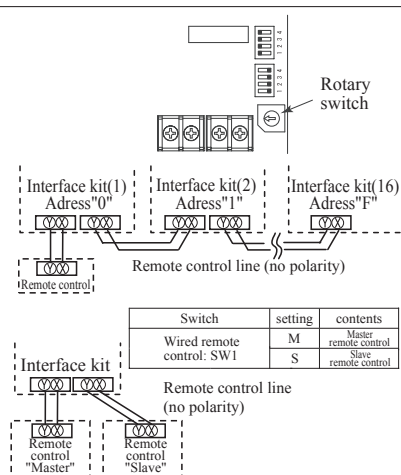 1 2 3 4
1 2 3 4
Rotary
switch
Interface kit(1)
Adress"0"
Interface kit(2)
Adress"1"
Interface kit(16)
Adress"F"
Remote control line (no polarity)
Remote control
Switch setting contents
Wired remote
control: SW1
M Master
remote control
S Slave
remote control
Interface kit
Remote control line
(no polarity)
Remote
control
"Master"
Remote
control
"Slave"